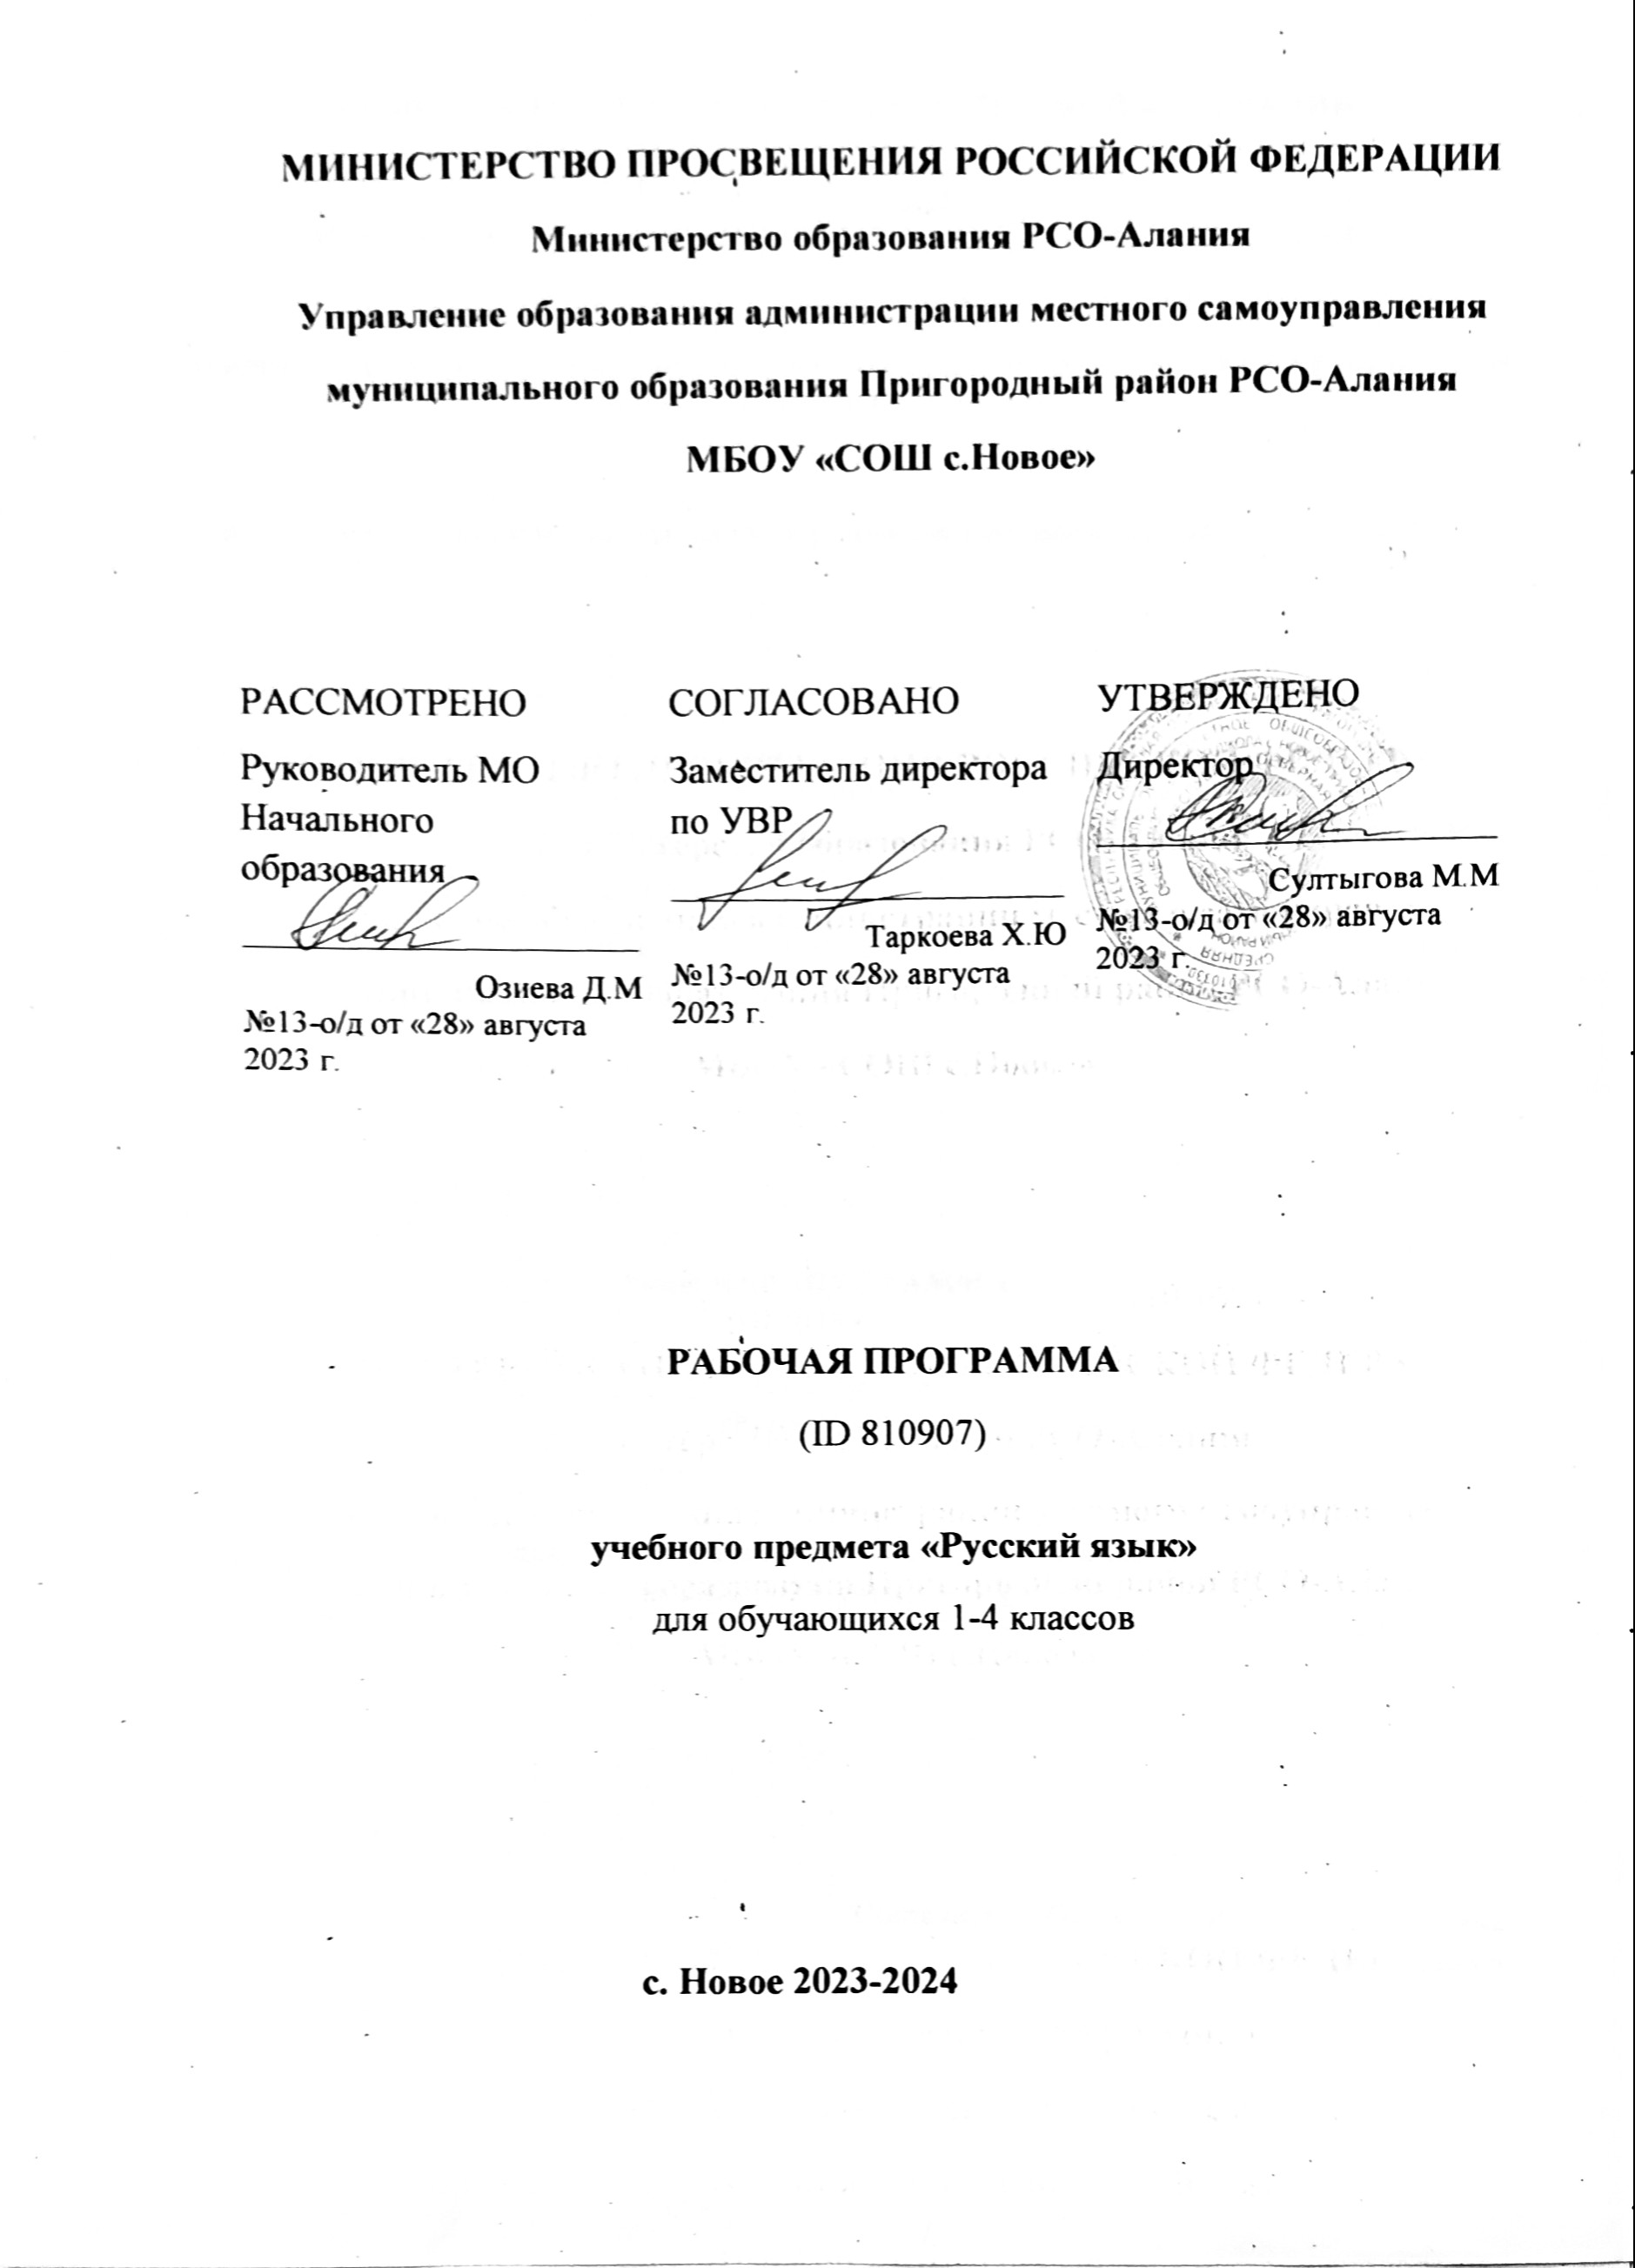 МИНИСТЕРСТВО ПРОСВЕЩЕНИЯ РОССИЙСКОЙ ФЕДЕРАЦИИ
Министерство образования РСО-Алания
Управление образования администрации местного самоуправления
муниципального образования Пригородный район РСО-Алания
МБОУ «СОШ с.Новое»
РАССМОТРЕНО
Руководитель МО
Начального
образования
Озиева Д.М
№13-о/д от «28» августа
2023 г.
СОГЛАСОВАНО
Заместитель директора
по УВР
Таркоева Х.Ю
№13-о/д от «28» августа
2023 г.
УТВЕРЖДЕНО
Директор
Султыгова М.М
№13-о/д от «28» августа
2023 г.
РАБОЧАЯ ПРОГРАММА
(ID 810907)
учебного предмета «Русский язык»
для обучающихся 1-4 классов
с. Новое 2023-2024